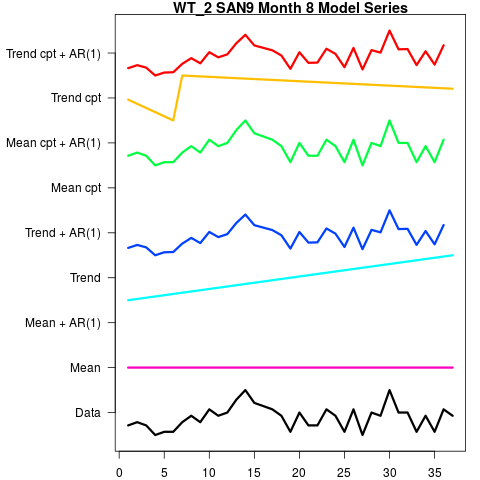 WT_2 SAN9 Month 8 Model Series
Trend cpt + AR(1)
Trend cpt
Mean cpt + AR(1)
Mean cpt
Trend + AR(1)
Trend
Mean + AR(1)
Mean
Data
0 5 10 15 20 25 30 35